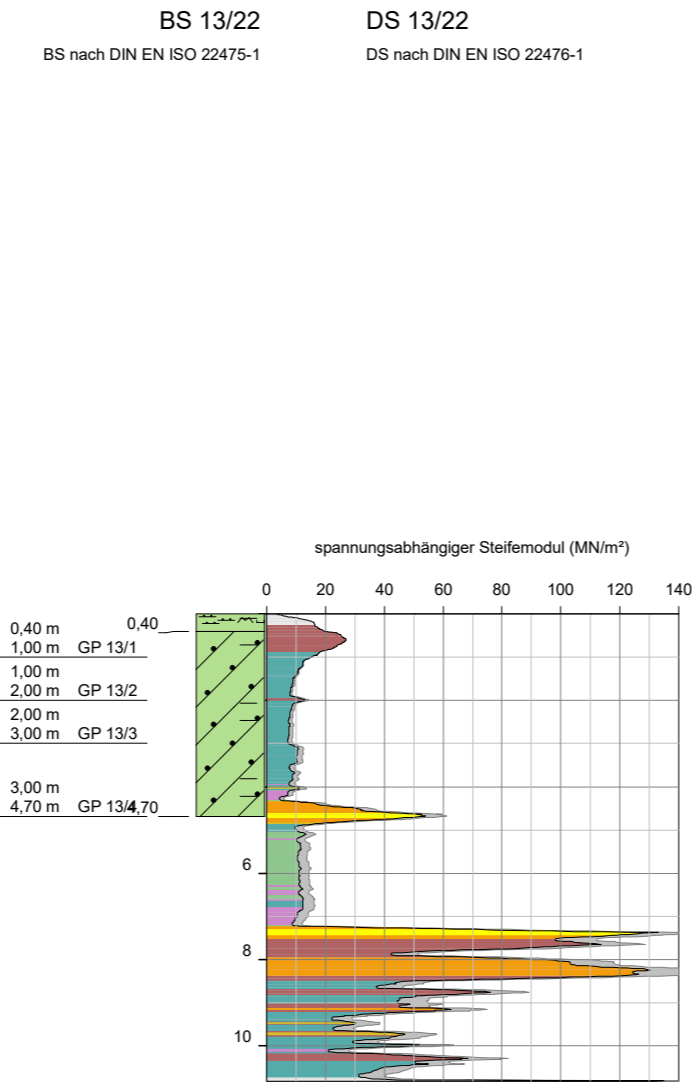 BS 13/22 DS 13/22
BS nach DIN EN ISO 22475-1 DS nach DIN EN ISO 22476-1
spannungsabhängiger Steifemodul (MN/m²)
0 20 40 60 80 100 120 140
0,40 m 0,40
1,00 m GP 13/1
1,00 m
2,00 m GP 13/2
2,00 m
3,00 m GP 13/3
3,00 m
4,70 m GP 13/4 4,70
6
8
10